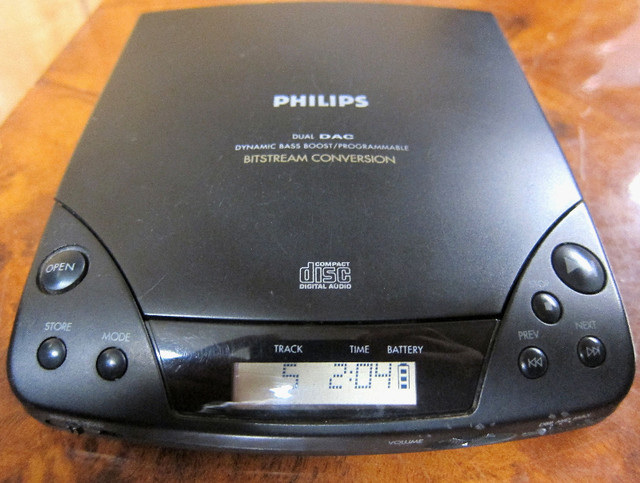 PHILIPS
DUAL DAC
DYNAMIC BASS BOOST/PROGRAMMABLE
BITSTREAM CONVERSION
OPEN
COMPACT
disc
DIGITAL AUDIO
STORE
MODE
PREV
NEXT
TRACK TIME BATTERY
5 2:04
VOLUME